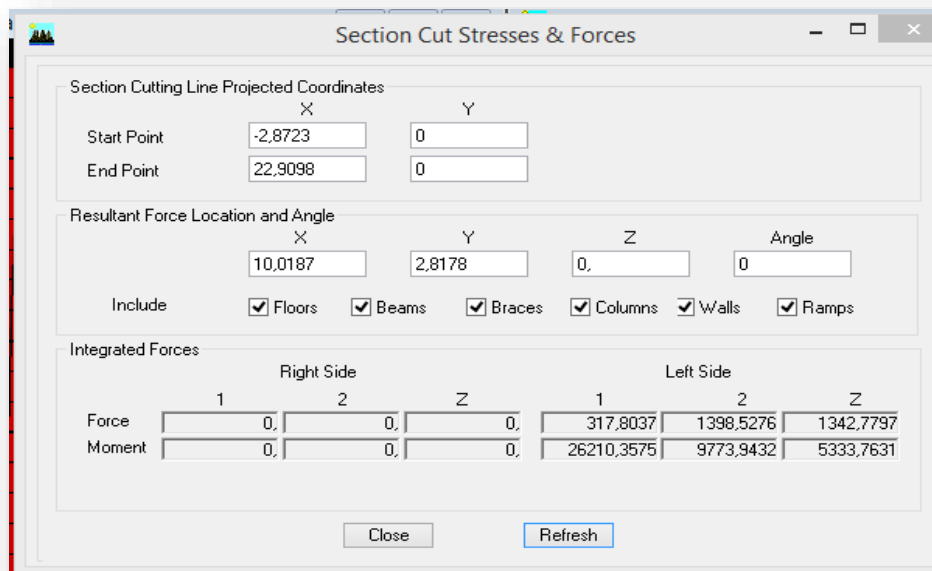 Section Cut Stresses & Forces
Section Cutting Line Projected Coordinates
X Y
Start Point -2,8723 0
End Point 22,9098 0
Resultant Force Location and Angle
X Y Z Angle
10,0187 2,8178 0, 0
Include Floors Beams Braces Columns Walls Ramps
Integrated Forces
Right Side Left Side
1 2 Z 1 2 Z
Force 0, 0, 0, 317,8037 1398,5276 1342,7797
Moment 0, 0, 0, 26210,3575 9773,9432 5333,7631
Close Refresh